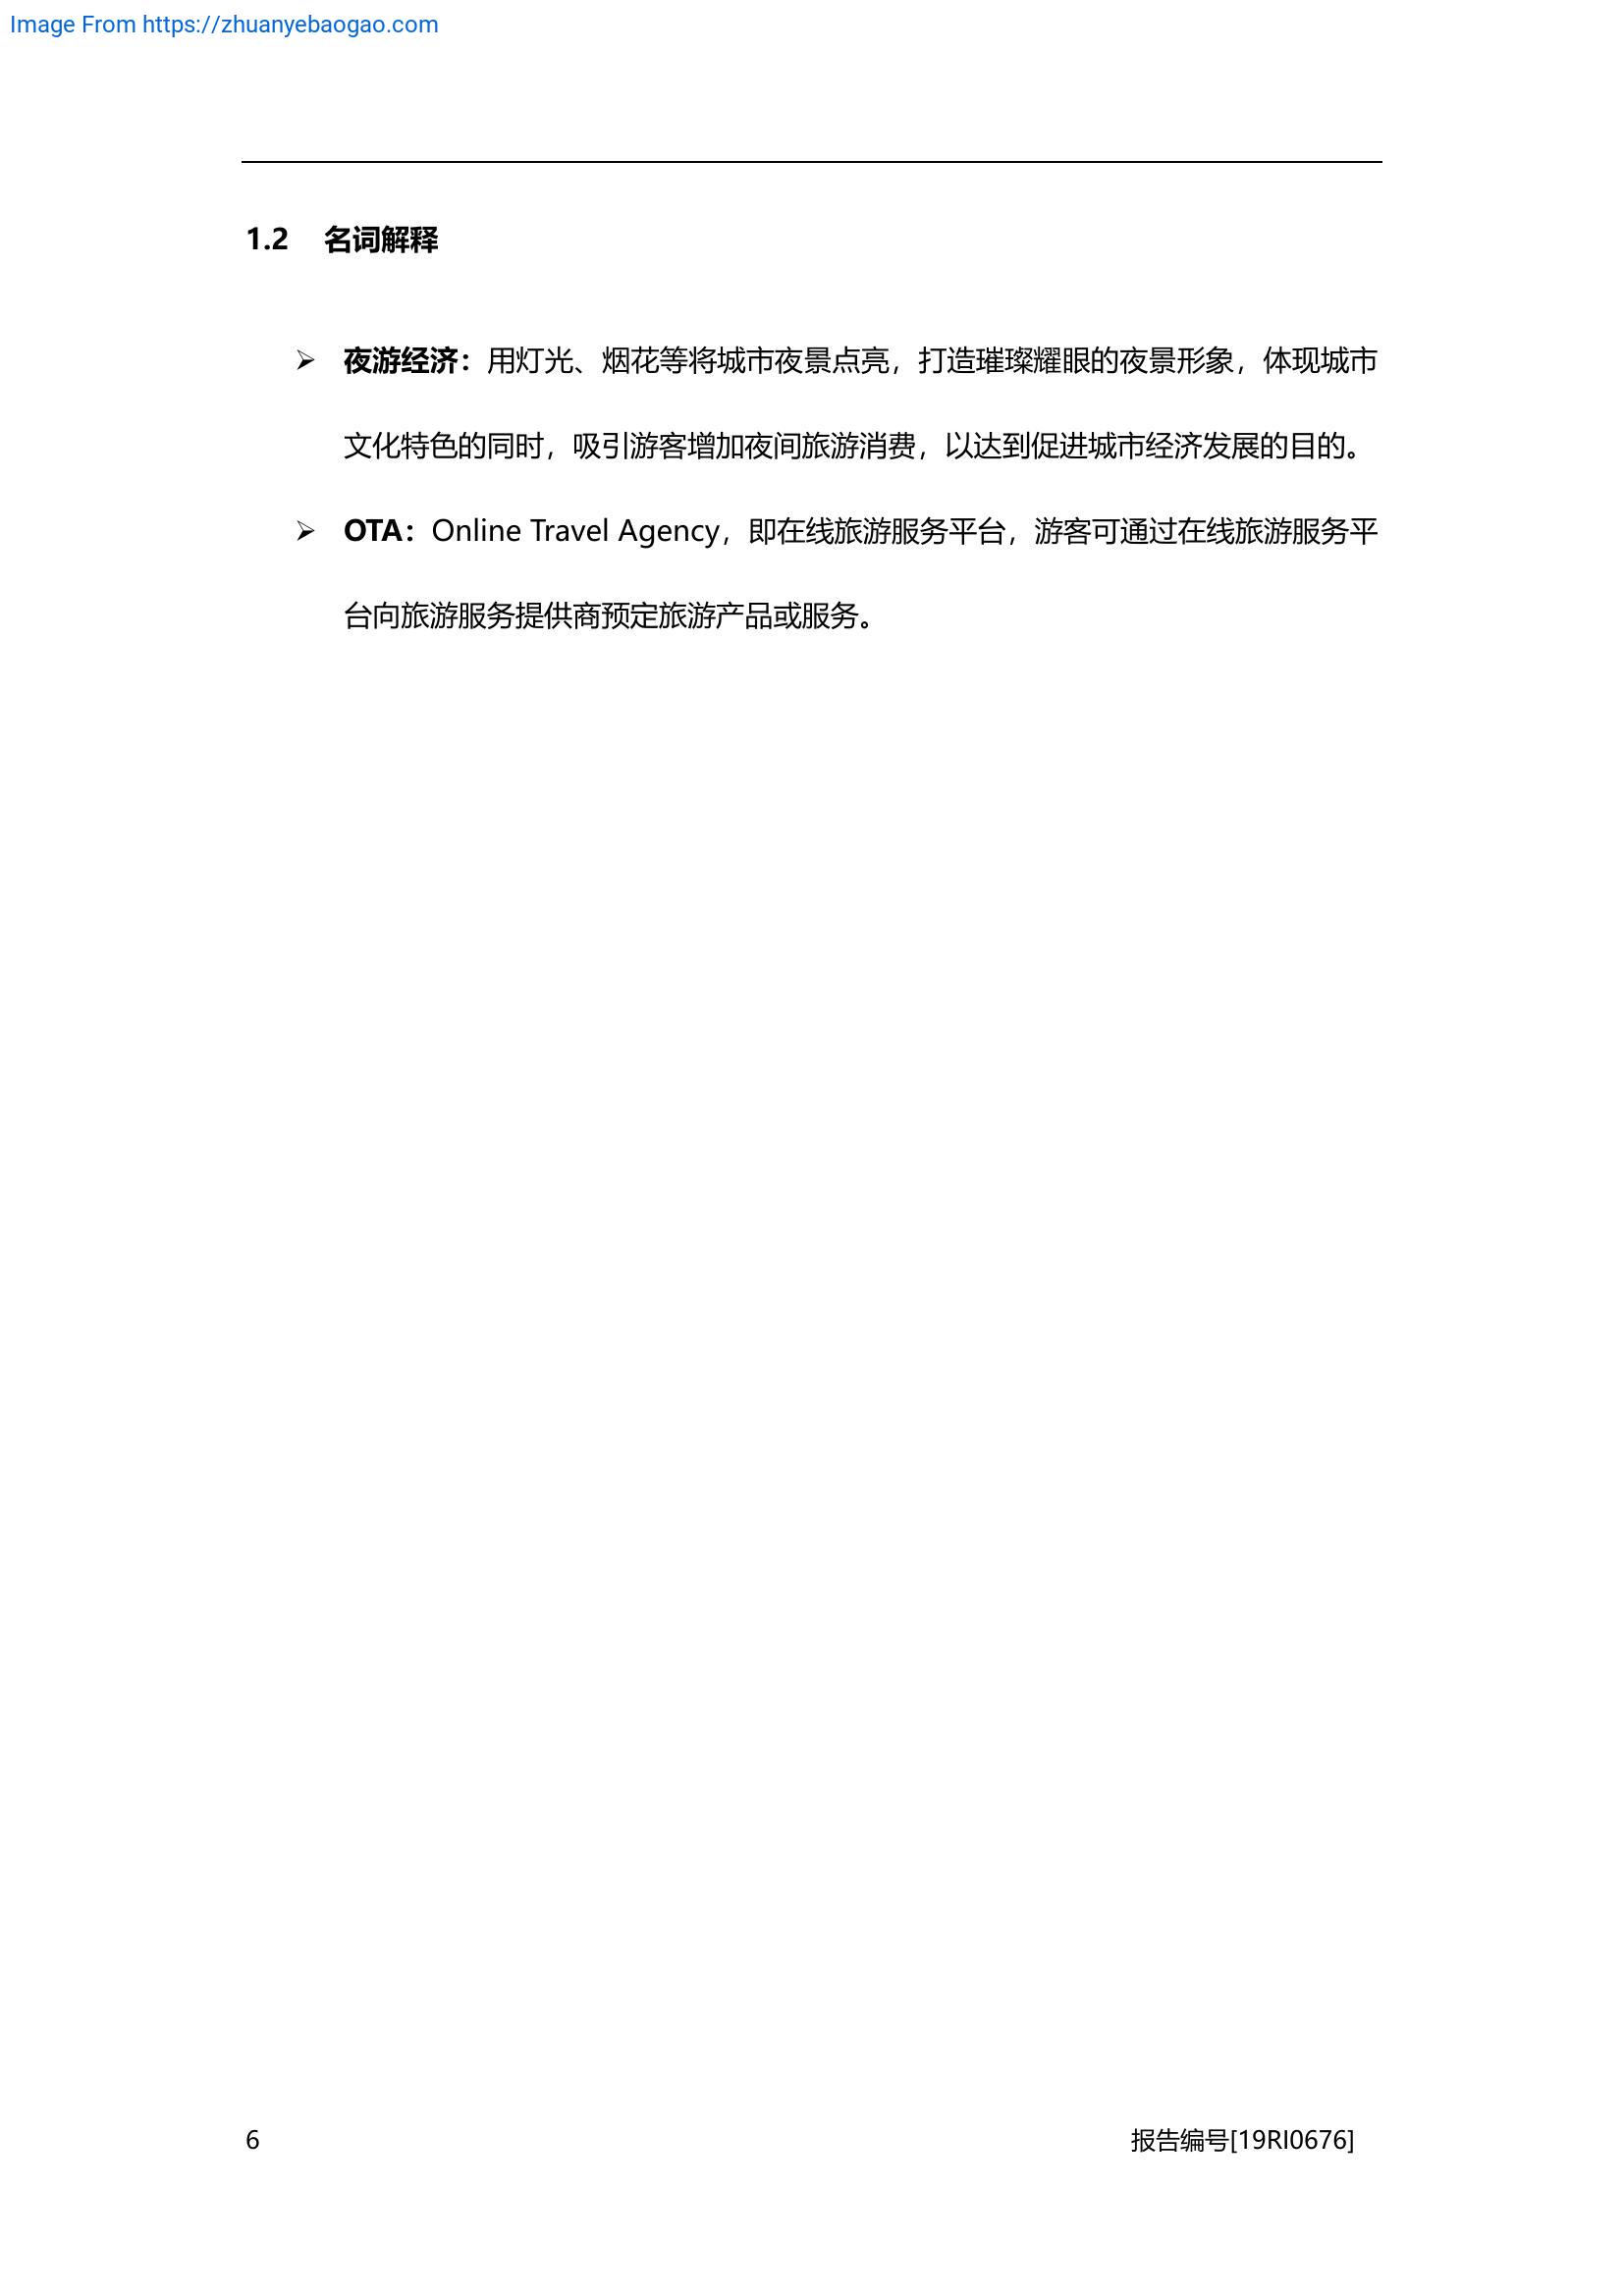 Image From https://zhuanyebaogao.com
1.2 名词解释
➢ 夜游经济：用灯光、烟花等将城市夜景点亮，打造璀璨耀眼的夜景形象，体现城市
文化特色的同时，吸引游客增加夜间旅游消费，以达到促进城市经济发展的目的。
➢ OTA：Online Travel Agency，即在线旅游服务平台，游客可通过在线旅游服务平
台向旅游服务提供商预定旅游产品或服务。
6 报告编号[19RI0676]